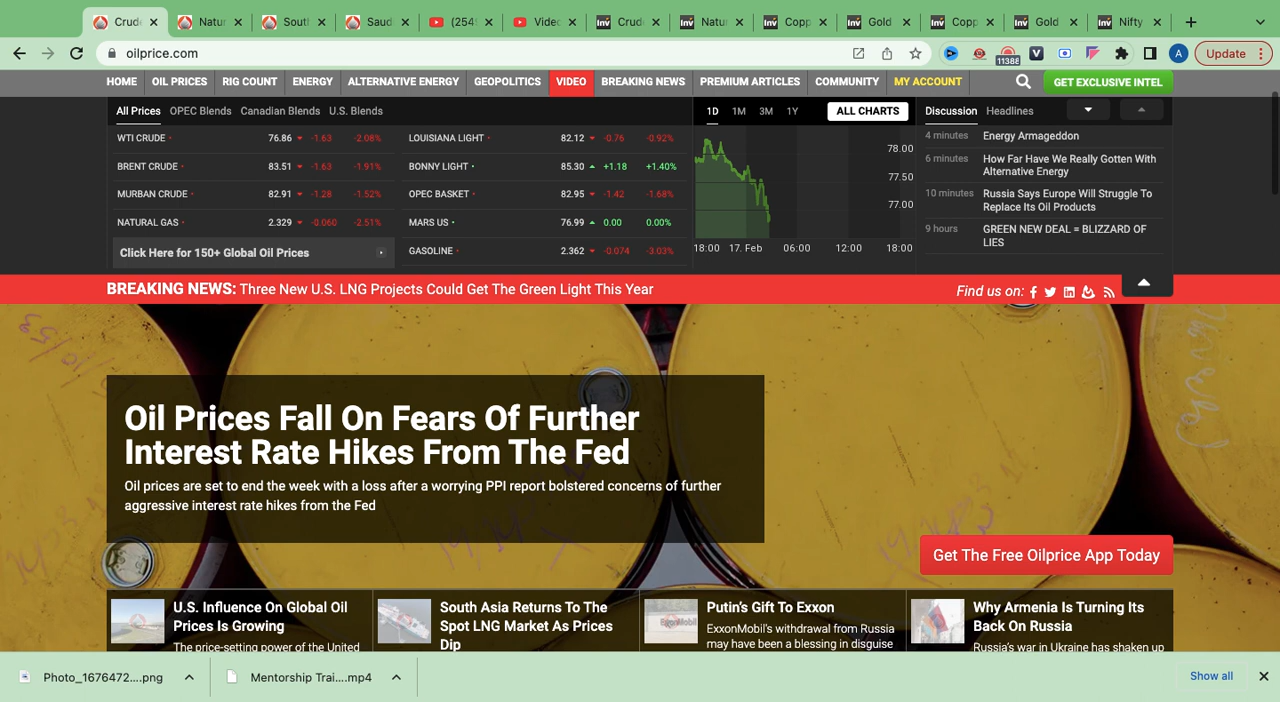 Crude
Natur
South
Saud
Video
Crud
Natur
Copp
Gold
Copp
Gold
Nifty
oilprice.com
11388
A
Update
HOME
OIL PRICES
RIG COUNT
ENERGY
ALTERNATIVE ENERGY
GEOPOLITICS
VIDEO
BREAKING NEWS
PREMIUM ARTICLES
COMMUNITY
MY ACCOUNT
GET EXCLUSIVE INTEL
All Prices OPEC Blends Canadian Blends U.S. Blends
WTI CRUDE 76.86 -1.63 -2.08%
BRENT CRUDE 83.51 -1.63 -1.91%
MURBAN CRUDE 82.91 -1.28 -1.52%
NATURAL GAS 2.329 -0.060 -2.51%
Click Here for 150+ Global Oil Prices
LOUISIANA LIGHT 82.12 -0.76 -0.92%
BONNY LIGHT 85.30 +1.18 +1.40%
OPEC BASKET 82.95 -1.42 -1.68%
MARS US 76.99 0.00 0.00%
GASOLINE 2.362 -0.074 -3.03%
1D 1M 3M 1Y ALL CHARTS
78.00
77.50
77.00
18:00 17. Feb 06:00 12:00 18:00
Discussion Headlines
4 minutes Energy Armageddon
6 minutes How Far Have We Really Gotten With
Alternative Energy
10 minutes Russia Says Europe Will Struggle To
Replace Its Oil Products
9 hours GREEN NEW DEAL = BLIZZARD OF
LIES
BREAKING NEWS: Three New U.S. LNG Projects Could Get The Green Light This Year
Find us on:
Oil Prices Fall On Fears Of Further
Interest Rate Hikes From The Fed
Oil prices are set to end the week with a loss after a worrying PPI report bolstered concerns of further
aggressive interest rate hikes from the Fed
Get The Free Oilprice App Today
U.S. Influence On Global Oil
Prices Is Growing
The price-setting power of the United
South Asia Returns To The
Spot LNG Market As Prices
Dip
Putin's Gift To Exxon
ExxonMobil's withdrawal from Russia
may have been a blessing in disguise
Why Armenia Is Turning Its
Back On Russia
Russia's war in Ukraine has shaken up
Photo_1676472....png
Mentorship Trai....mp4
Show all